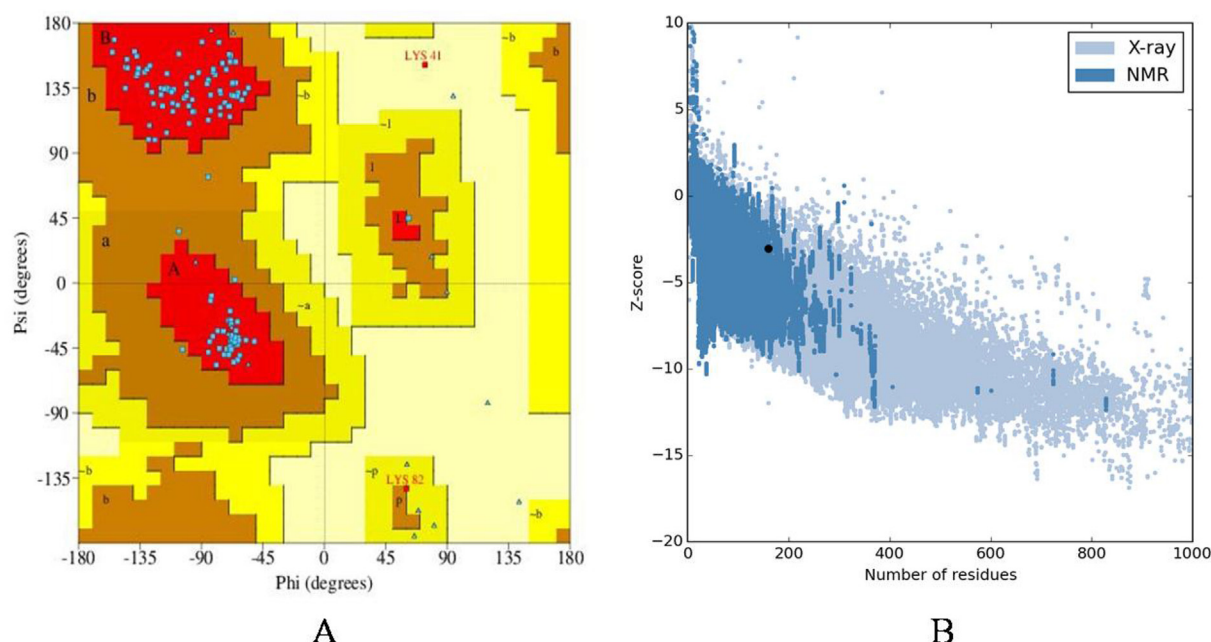 180
135
90
45
0
-45
-90
-135
-180
-135
-90
-45
0
45
90
135
180
Psi (degrees)
Phi (degrees)
B
b
~b
LYS 41
~b
b
~l
l
L
a
A
~a
~b
b
~p
LYS 82
p
~b
A
10
5
0
−5
−10
−15
−20
0
200
400
600
800
1000
Z-score
Number of residues
X-ray
NMR
B